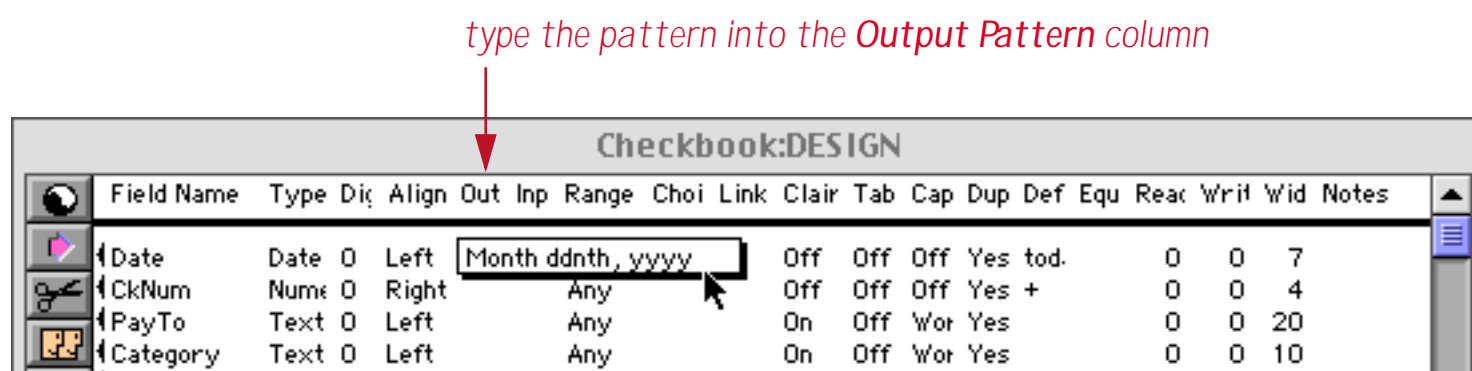 type the pattern into the Output Pattern column
Checkbook:DESIGN
Field Name Type Dig Align Out Inp Range Choi Link Clair Tab Cap Dup Def Equ Read Writ Wid Notes
Date Date 0 Left Month ddnth, yyyy Off Off Off Yes tod. 0 0 7
CkNum Nume 0 Right Any Off Off Off Yes + 0 0 4
PayTo Text 0 Left Any On Off Wor Yes 0 0 20
Category Text 0 Left Any On Off Wor Yes 0 0 10